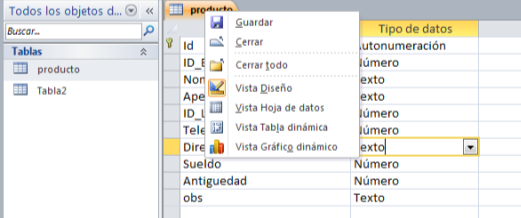 Todos los objetos d...
Buscar...
Tablas
producto
Tabla2
producto
Guardar
Cerrar
Cerrar todo
Vista Diseño
Vista Hoja de datos
Vista Tabla dinámica
Vista Gráfico dinámico
Tipo de datos
Id Autonumeración
ID_E Número
Nom Texto
Ape Texto
ID_L Número
Tele Número
Dire Texto
Sueldo Número
Antiguedad Número
obs Texto